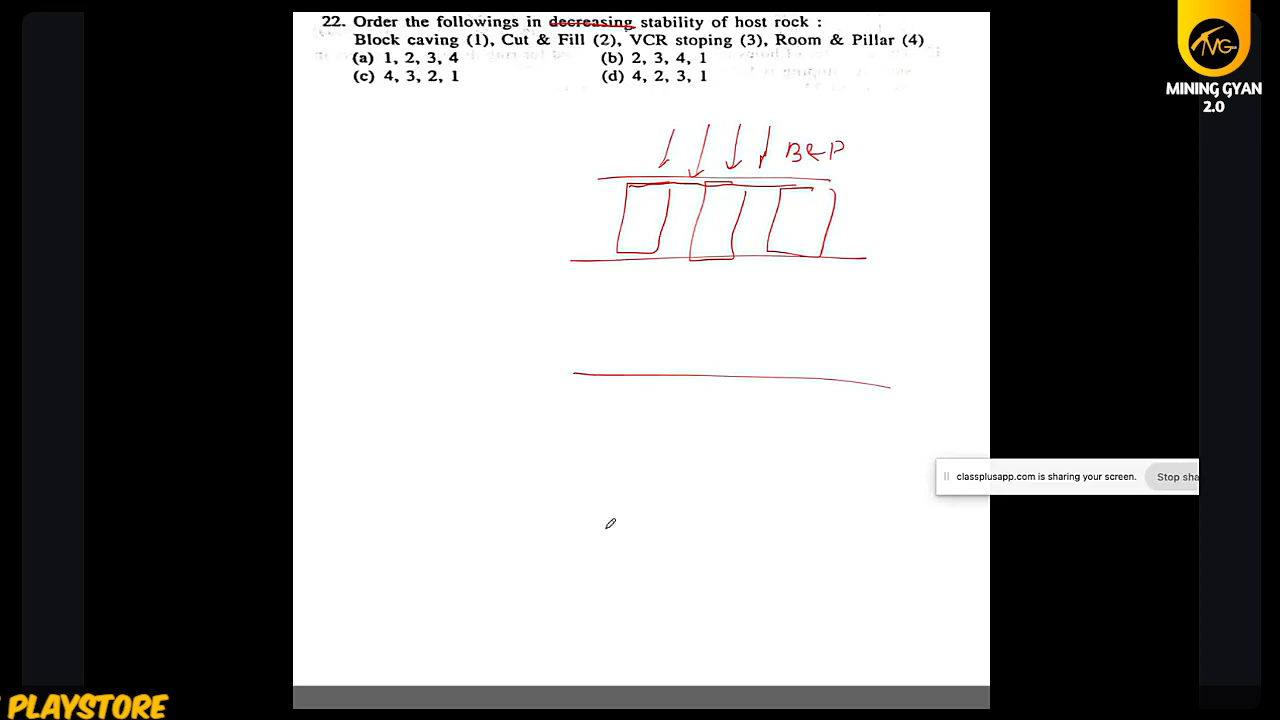 22. Order the followings in decreasing stability of host rock :
Block caving (1), Cut & Fill (2), VCR stoping (3), Room & Pillar (4)
(a) 1, 2, 3, 4 (b) 2, 3, 4, 1
(c) 4, 3, 2, 1 (d) 4, 2, 3, 1
B&P
TVG
MINING GYAN
2.0
classplusapp.com is sharing your screen.
Stop sha
PLAYSTORE